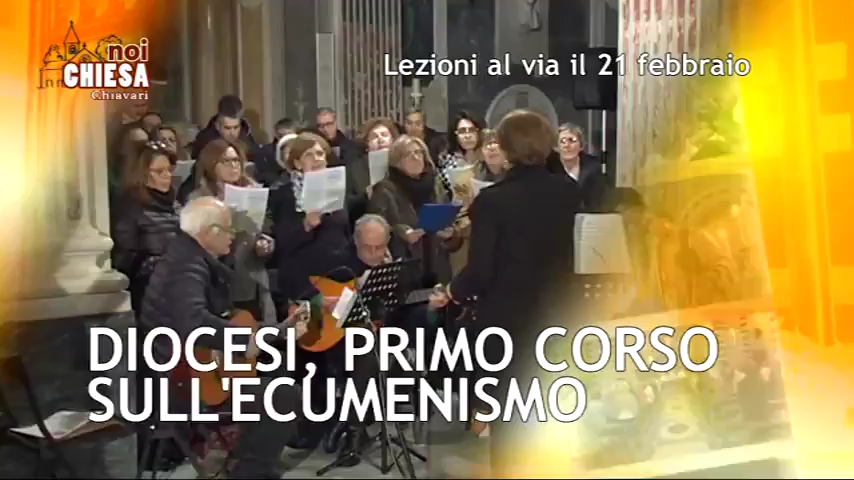 noi
CHIESA
Chiavari
Lezioni al via il 21 febbraio
DIOCESI, PRIMO CORSO
SULL'ECUMENISMO